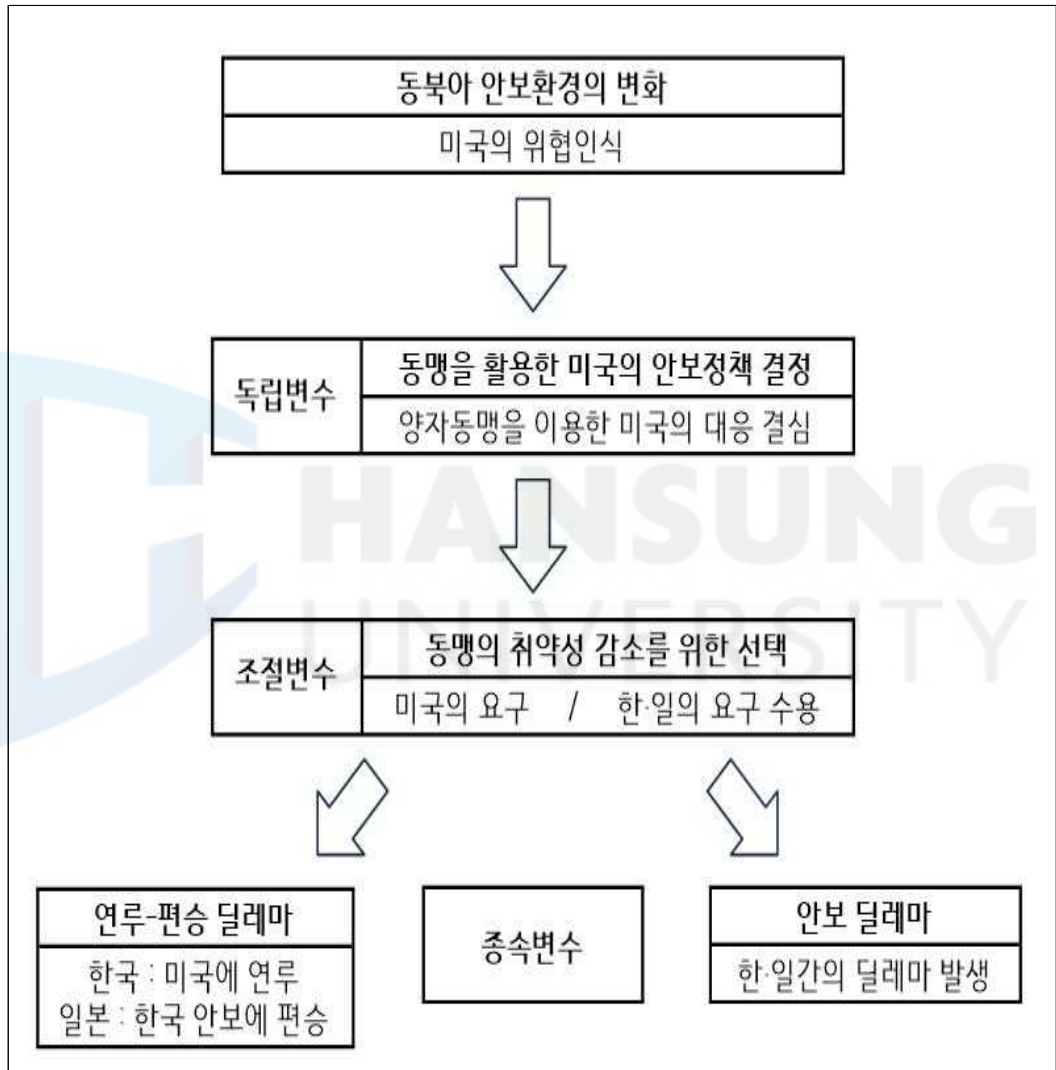 동북아 안보환경의 변화
미국의 위협인식
독립변수
동맹을 활용한 미국의 안보정책 결정
양자동맹을 이용한 미국의 대응 결심
HANSUNG
UNIVERSITY
조절변수
동맹의 취약성 감소를 위한 선택
미국의 요구 / 한·일의 요구 수용
연루-편승 딜레마
한국 : 미국에 연루
일본 : 한국 안보에 편승
종속변수
안보 딜레마
한·일간의 딜레마 발생